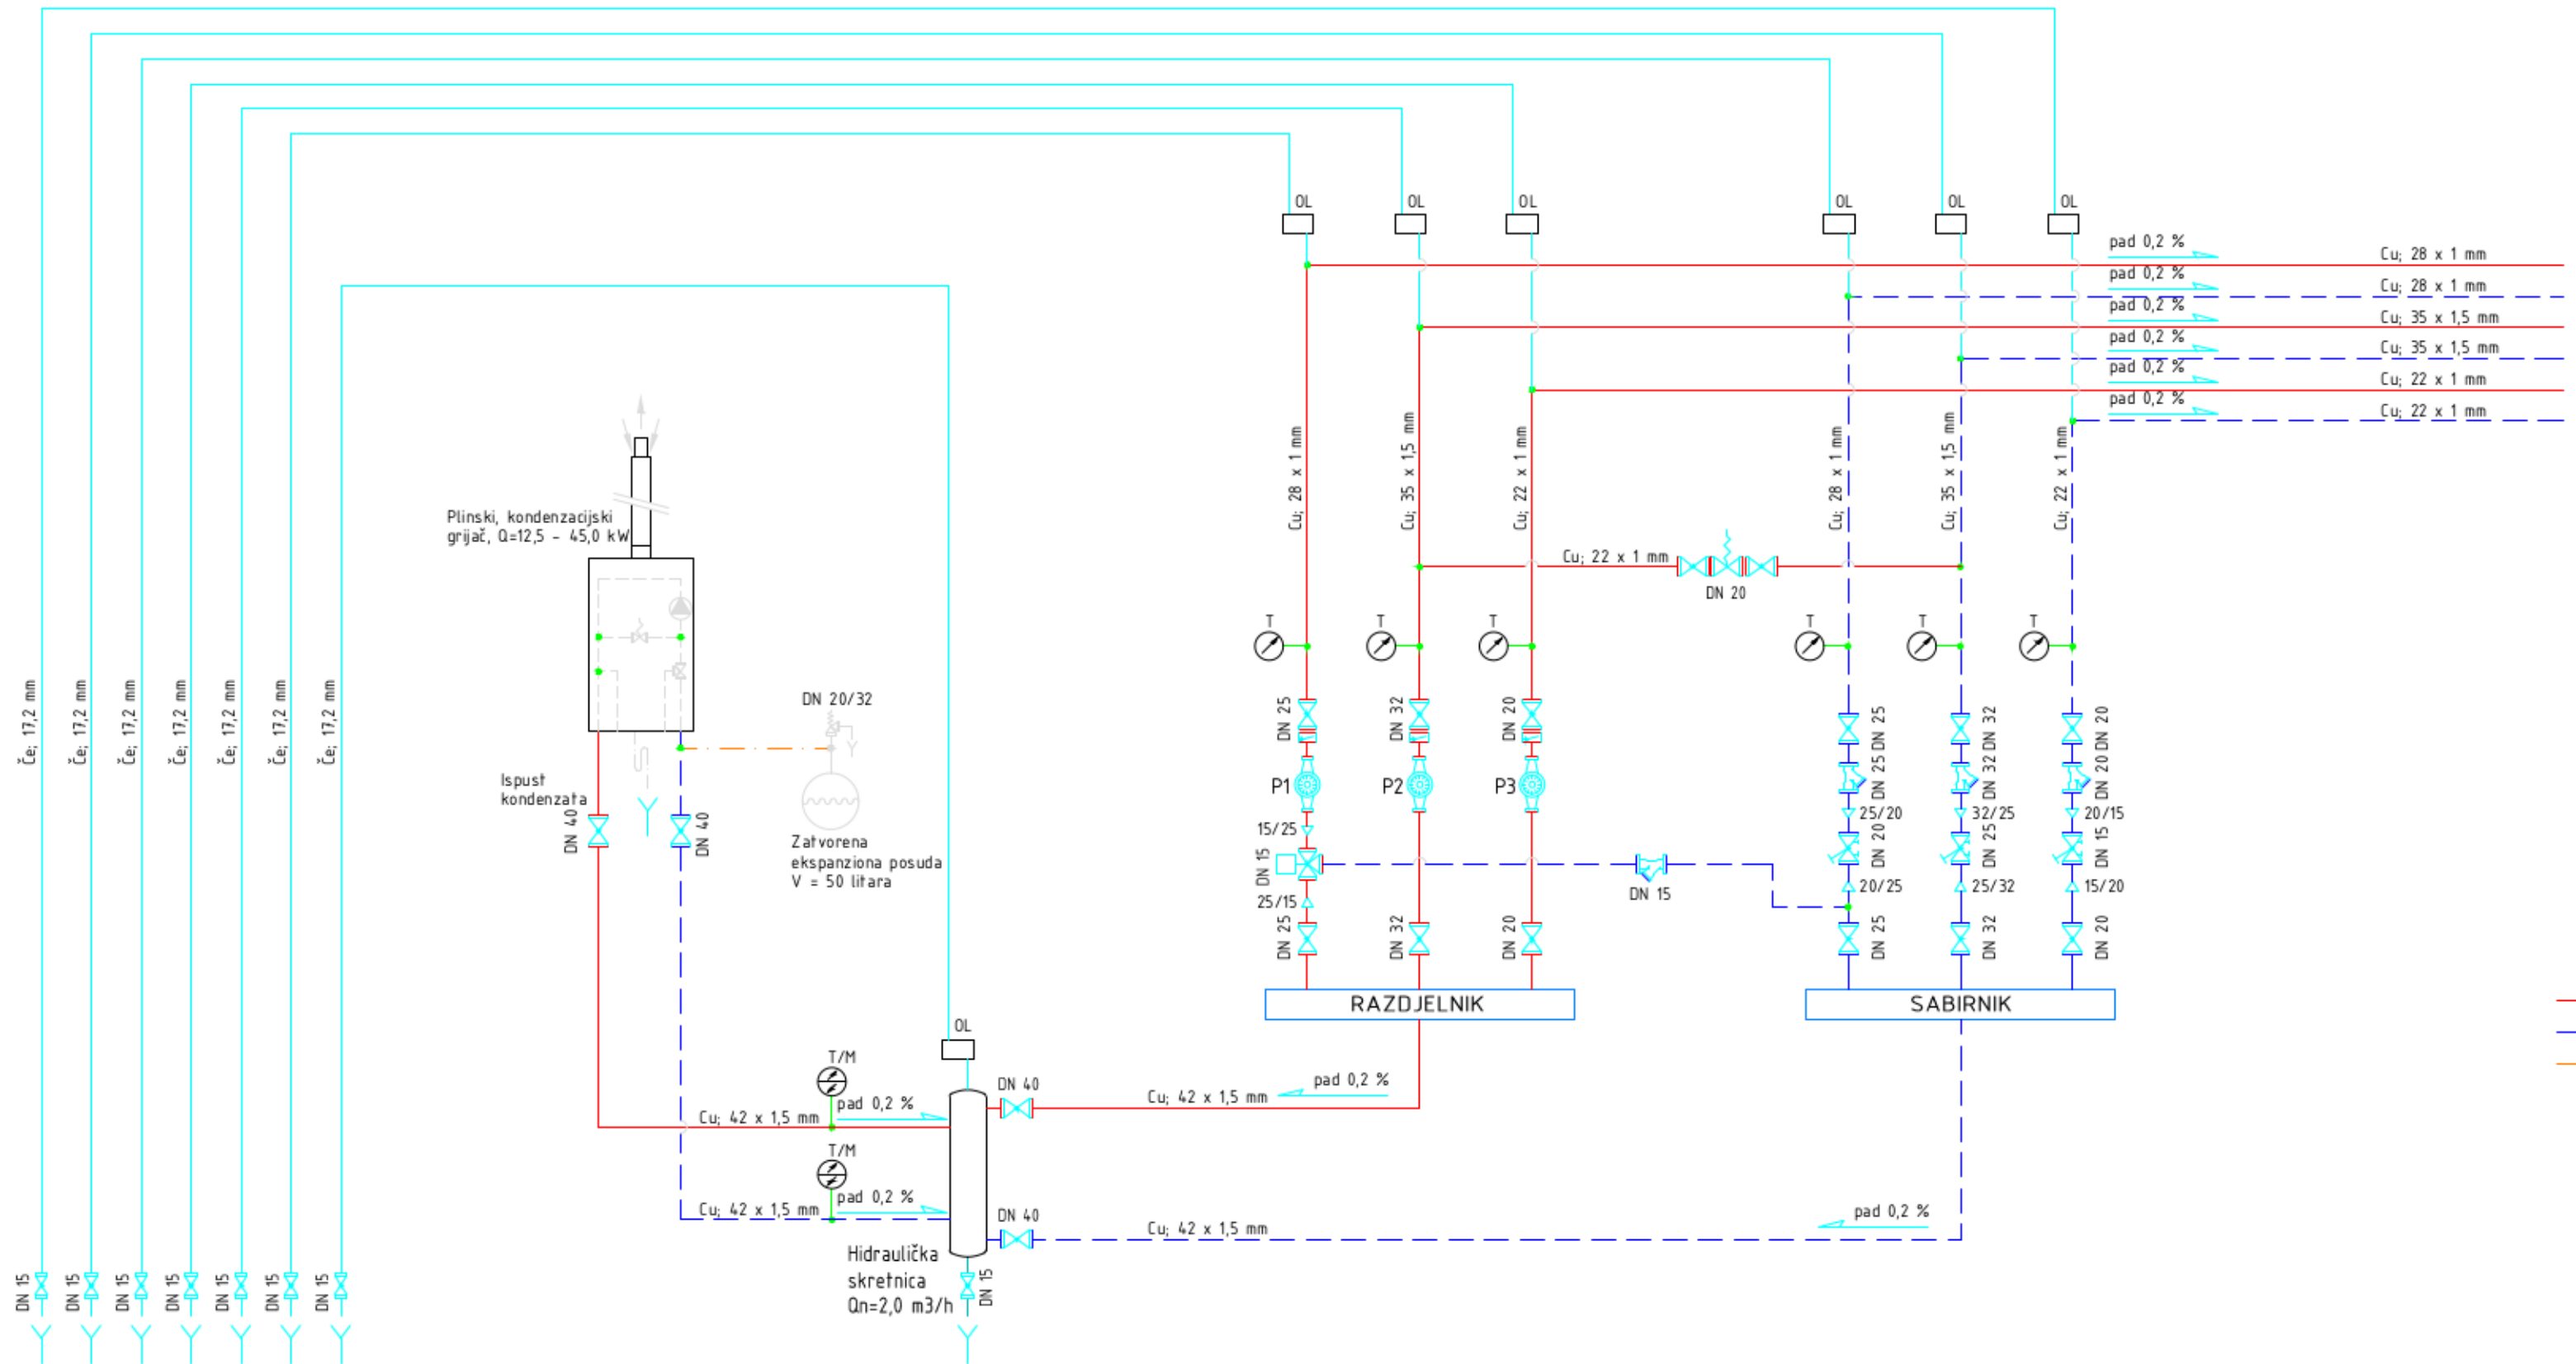 OL
OL
OL
OL
OL
OL
pad 0,2 %
Cu; 28 x 1 mm
pad 0,2 %
Cu; 28 x 1 mm
pad 0,2 %
Cu; 35 x 1,5 mm
pad 0,2 %
Cu; 35 x 1,5 mm
pad 0,2 %
Cu; 22 x 1 mm
pad 0,2 %
Cu; 22 x 1 mm
Cu; 28 x 1 mm
Cu; 35 x 1,5 mm
Cu; 22 x 1 mm
Cu; 28 x 1 mm
Cu; 35 x 1,5 mm
Cu; 22 x 1 mm
Plinski, kondenzacijski
grijač, Q=12,5 - 45,0 kW
Cu; 22 x 1 mm
DN 20
T
T
T
T
T
T
Če; 17,2 mm
Če; 17,2 mm
Če; 17,2 mm
Če; 17,2 mm
Če; 17,2 mm
Če; 17,2 mm
Če; 17,2 mm
DN 20/32
DN 25
DN 32
DN 20
DN 25
DN 32
DN 20
Ispust
kondenzata
P1
P2
P3
DN 25
DN 32
DN 20
DN 40
DN 40
Zatvorena
ekspanziona posuda
V = 50 litara
15/25
25/20
32/25
20/15
DN 15
DN 20
DN 25
DN 15
DN 15
25/15
20/25
25/32
15/20
DN 25
DN 32
DN 20
DN 25
DN 32
DN 20
RAZDJELNIK
SABIRNIK
OL
T/M
pad 0,2 %
Cu; 42 x 1,5 mm
DN 40
Cu; 42 x 1,5 mm
pad 0,2 %
T/M
pad 0,2 %
Cu; 42 x 1,5 mm
DN 40
Cu; 42 x 1,5 mm
pad 0,2 %
Hidraulička
skretnica
Qn=2,0 m3/h
DN 15
DN 15
DN 15
DN 15
DN 15
DN 15
DN 15
DN 15